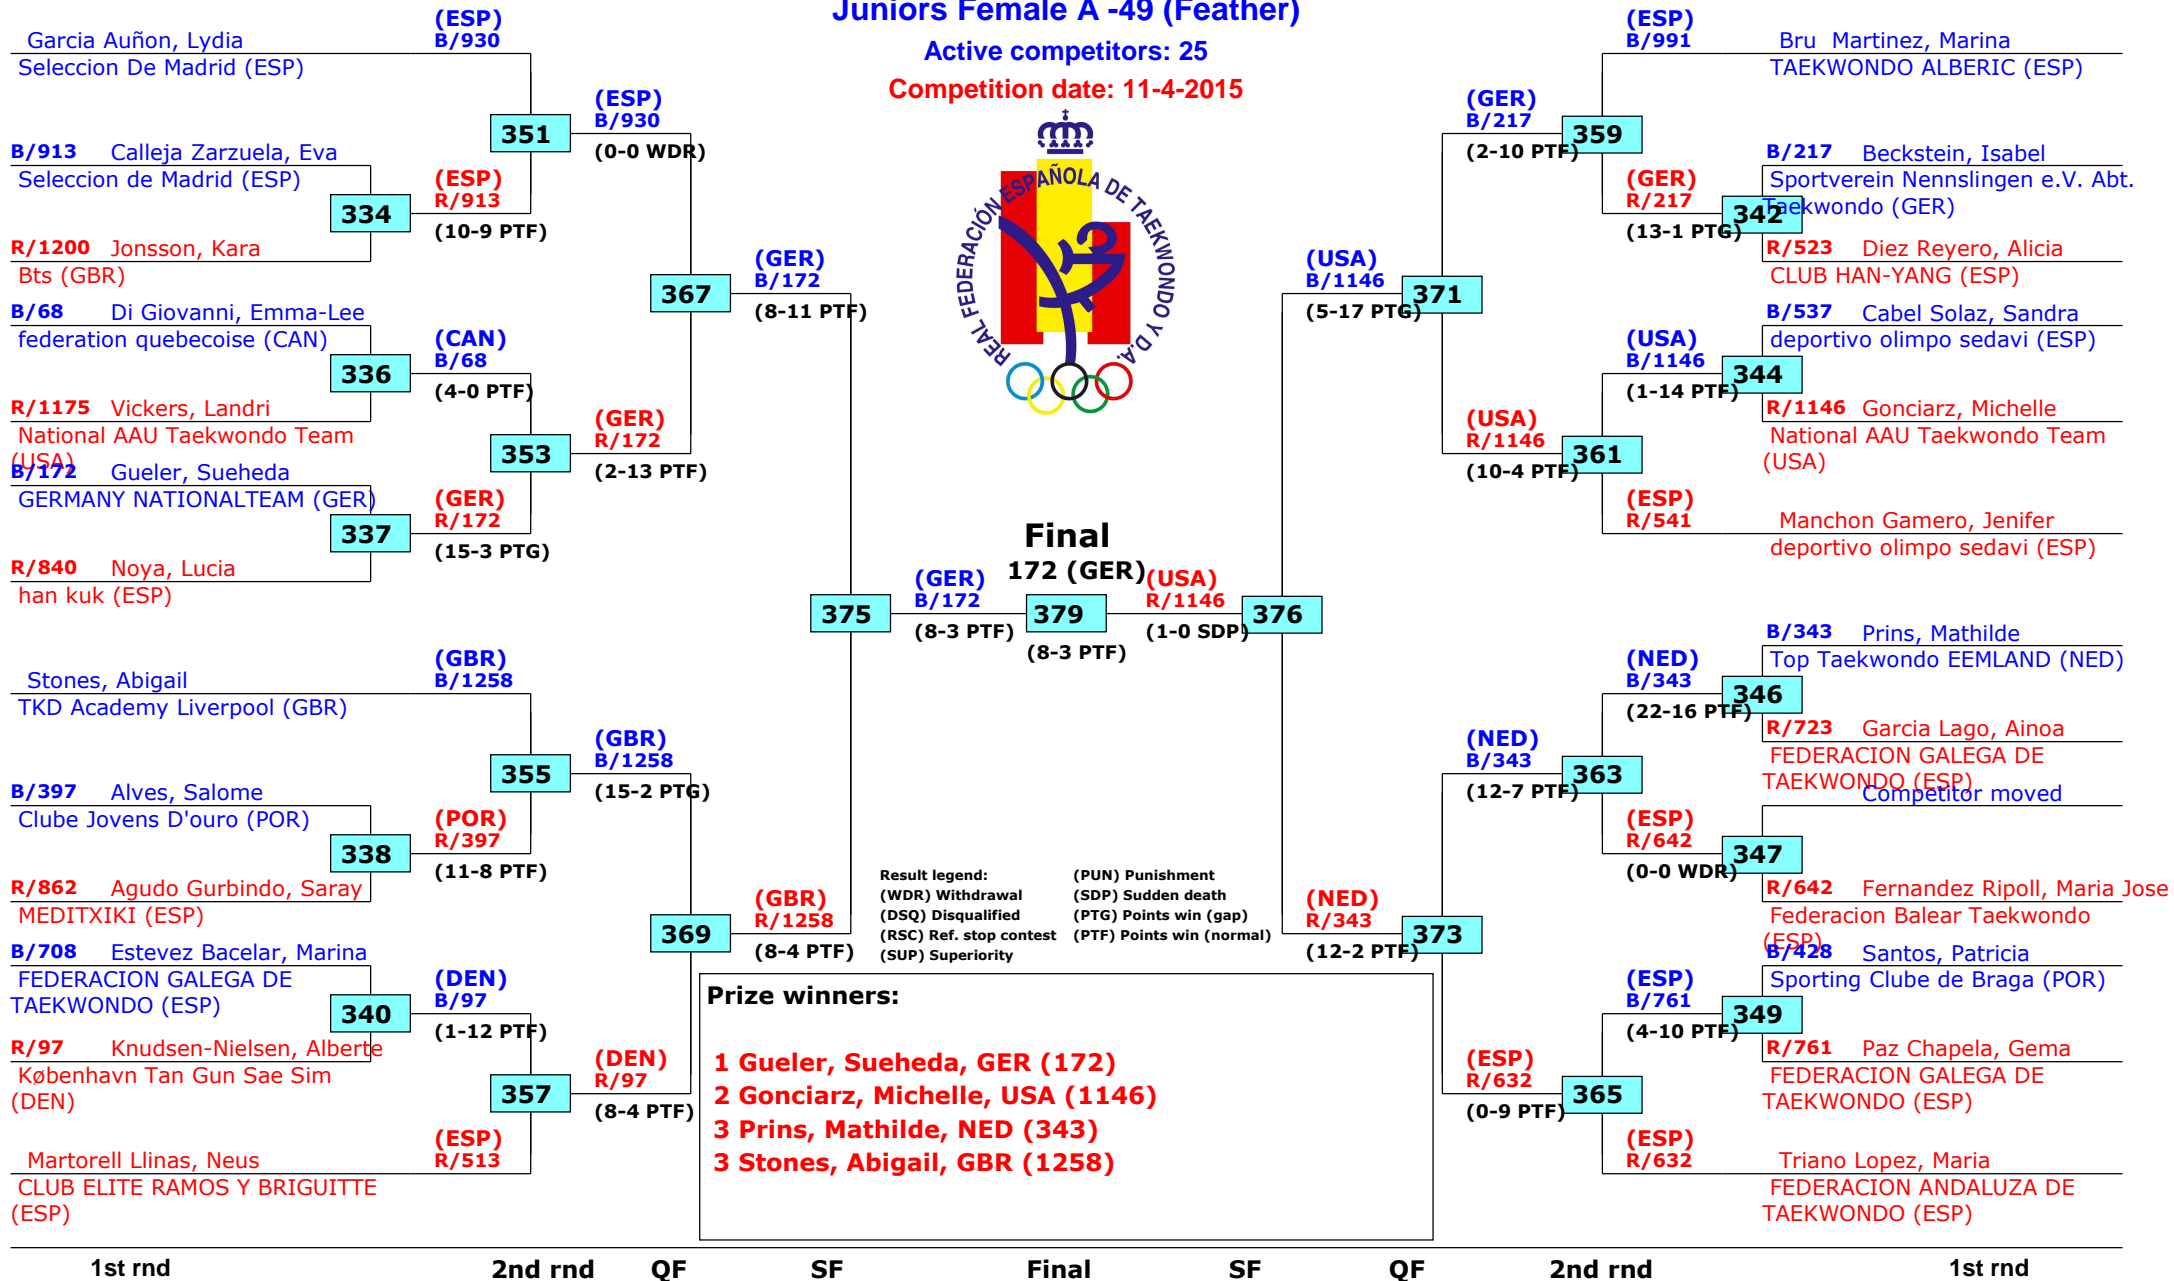 Juniors Female A -49 (Feather)
Active competitors: 25
Competition date: 11-4-2015
REAL FEDERACIÓN ESPAÑOLA DE TAEKWONDO Y D.A.
Garcia Auñon, Lydia
Seleccion De Madrid (ESP)
(ESP)
B/930
B/913 Calleja Zarzuela, Eva
Seleccion de Madrid (ESP)
334
R/1200 Jonsson, Kara
Bts (GBR)
(ESP)
R/913
(10-9 PTF)
351
(ESP)
B/930
(0-0 WDR)
B/68 Di Giovanni, Emma-Lee
federation quebecoise (CAN)
336
R/1175 Vickers, Landri
National AAU Taekwondo Team
(USA)
(CAN)
B/68
(4-0 PTF)
B/172 Gueler, Sueheda
GERMANY NATIONALTEAM (GER)
337
R/840 Noya, Lucia
han kuk (ESP)
(GER)
R/172
(15-3 PTG)
353
(GER)
R/172
(2-13 PTF)
367
(GER)
B/172
(8-11 PTF)
Stones, Abigail
TKD Academy Liverpool (GBR)
(GBR)
B/1258
B/397 Alves, Salome
Clube Jovens D'ouro (POR)
338
R/862 Agudo Gurbindo, Saray
MEDITXIKI (ESP)
(POR)
R/397
(11-8 PTF)
355
(GBR)
B/1258
(15-2 PTG)
B/708 Estevez Bacelar, Marina
FEDERACION GALEGA DE
TAEKWONDO (ESP)
340
R/97 Knudsen-Nielsen, Alberte
København Tan Gun Sae Sim
(DEN)
(DEN)
B/97
(1-12 PTF)
Martorell Llinas, Neus
CLUB ELITE RAMOS Y BRIGUITTE
(ESP)
(ESP)
R/513
357
(DEN)
R/97
(8-4 PTF)
369
(GBR)
R/1258
(8-4 PTF)
375
(GER)
B/172
(8-3 PTF)
Final
172 (GER)
379
(8-3 PTF)
(USA)
R/1146
(1-0 SDP)
376
(USA)
B/1146
(5-17 PTG)
371
(GER)
B/217
(2-10 PTF)
359
(ESP)
B/991
Bru Martinez, Marina
TAEKWONDO ALBERIC (ESP)
(GER)
R/217
(13-1 PTG)
342
B/217 Beckstein, Isabel
Sportverein Nennslingen e.V. Abt.
Taekwondo (GER)
R/523 Diez Reyero, Alicia
CLUB HAN-YANG (ESP)
(USA)
R/1146
(10-4 PTF)
361
(USA)
B/1146
(1-14 PTF)
344
B/537 Cabel Solaz, Sandra
deportivo olimpo sedavi (ESP)
R/1146 Gonciarz, Michelle
National AAU Taekwondo Team
(USA)
(ESP)
R/541
Manchon Gamero, Jenifer
deportivo olimpo sedavi (ESP)
(NED)
R/343
(12-2 PTF)
373
(NED)
B/343
(12-7 PTF)
363
(NED)
B/343
(22-16 PTF)
346
B/343 Prins, Mathilde
Top Taekwondo EEMLAND (NED)
R/723 Garcia Lago, Ainoa
FEDERACION GALEGA DE
TAEKWONDO (ESP)
(ESP)
R/642
(0-0 WDR)
347
Competitor moved
R/642 Fernandez Ripoll, Maria Jose
Federacion Balear Taekwondo
(ESP)
(ESP)
R/632
(0-9 PTF)
365
(ESP)
B/761
(4-10 PTF)
349
B/428 Santos, Patricia
Sporting Clube de Braga (POR)
R/761 Paz Chapela, Gema
FEDERACION GALEGA DE
TAEKWONDO (ESP)
(ESP)
R/632
Triano Lopez, Maria
FEDERACION ANDALUZA DE
TAEKWONDO (ESP)
Result legend:
(WDR) Withdrawal
(DSQ) Disqualified
(RSC) Ref. stop contest
(SUP) Superiority
(PUN) Punishment
(SDP) Sudden death
(PTG) Points win (gap)
(PTF) Points win (normal)
Prize winners:
1 Gueler, Sueheda, GER (172)
2 Gonciarz, Michelle, USA (1146)
3 Prins, Mathilde, NED (343)
3 Stones, Abigail, GBR (1258)
1st rnd 2nd rnd QF SF Final SF QF 2nd rnd 1st rnd